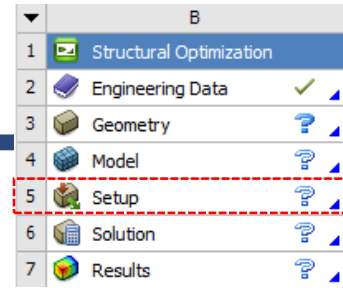 B
1 Structural Optimization
2 Engineering Data
3 Geometry
4 Model
5 Setup
6 Solution
7 Results